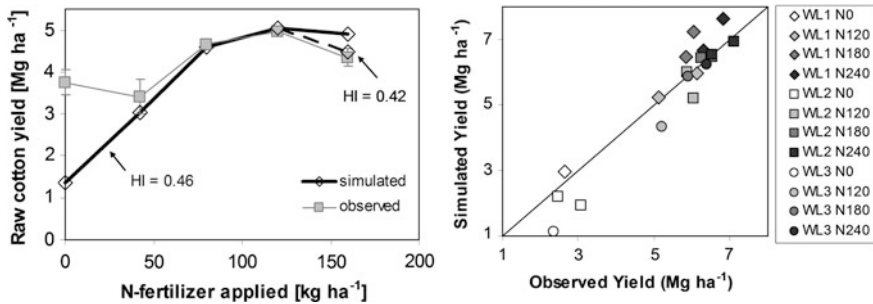 Raw cotton yield [Mg ha⁻¹]
6
5
4
3
2
1
0
0
50
100
150
200
N-fertilizer applied [kg ha⁻¹]
HI = 0.46
HI = 0.42
simulated
observed
Simulated Yield (Mg ha⁻¹)
7
5
3
1
1
3
5
7
Observed Yield (Mg ha⁻¹)
WL1 N0
WL1 N120
WL1 N180
WL1 N240
WL2 N0
WL2 N120
WL2 N180
WL2 N240
WL3 N0
WL3 N120
WL3 N180
WL3 N240